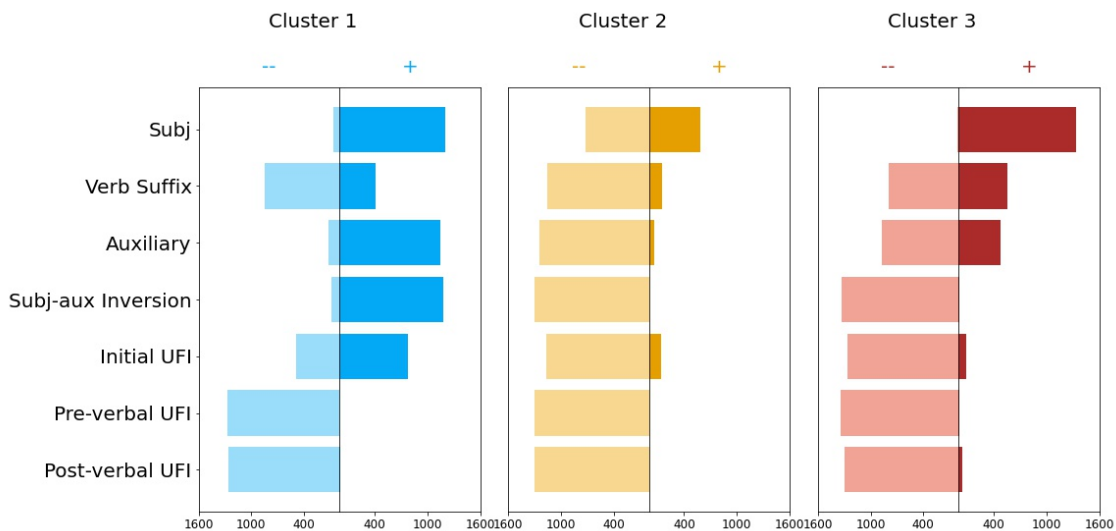 Cluster 1 Cluster 2 Cluster 3
-- + -- + -- +
Subj
Verb Suffix
Auxiliary
Subj-aux Inversion
Initial UFI
Pre-verbal UFI
Post-verbal UFI
1600 1000 400 400 1000 1600 1000 400 400 1000 1600 1000 400 400 1000 1600